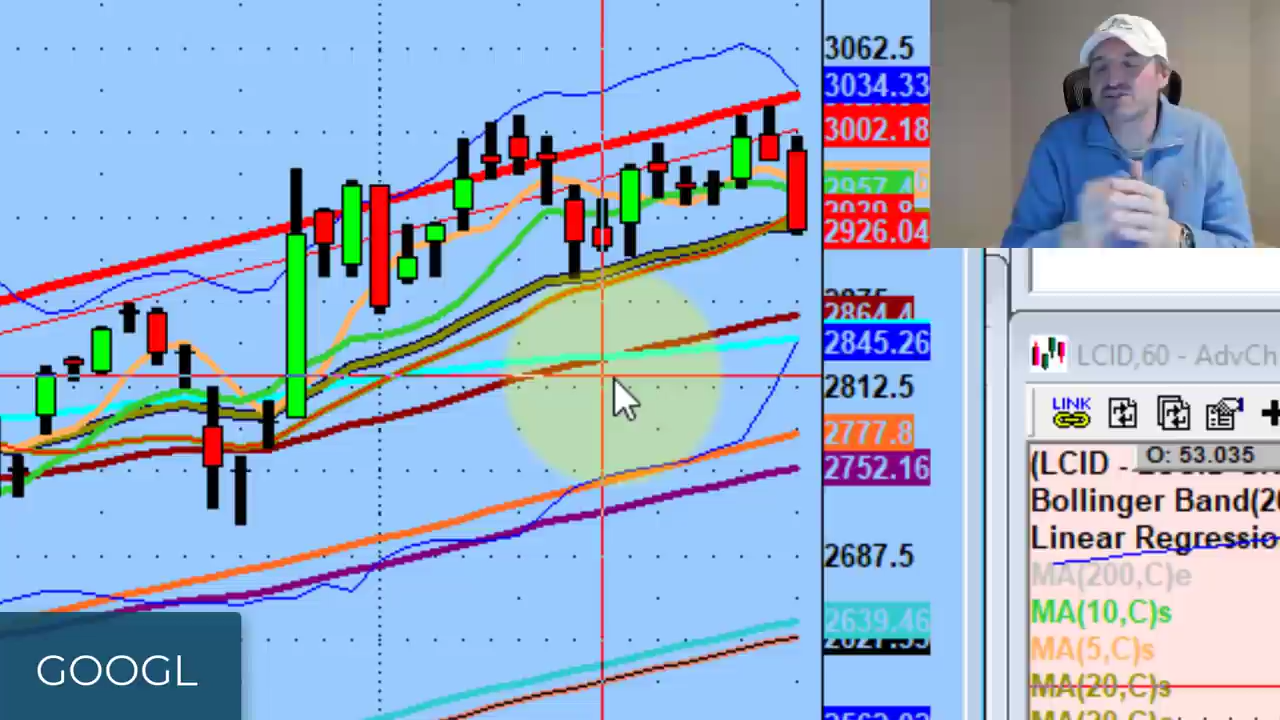 3062.5
3034.33
3002.18
2957.4
2926.04
2864.4
2845.26
2812.5
2777.8
2752.16
2687.5
2639.46
GOOGL
LCID,60 - AdvCh
LINK
O: 53.035
(LCID -
Bollinger Band(20
Linear Regressio
MA(200,C)e
MA(10,C)s
MA(5,C)s
MA(20,C)s